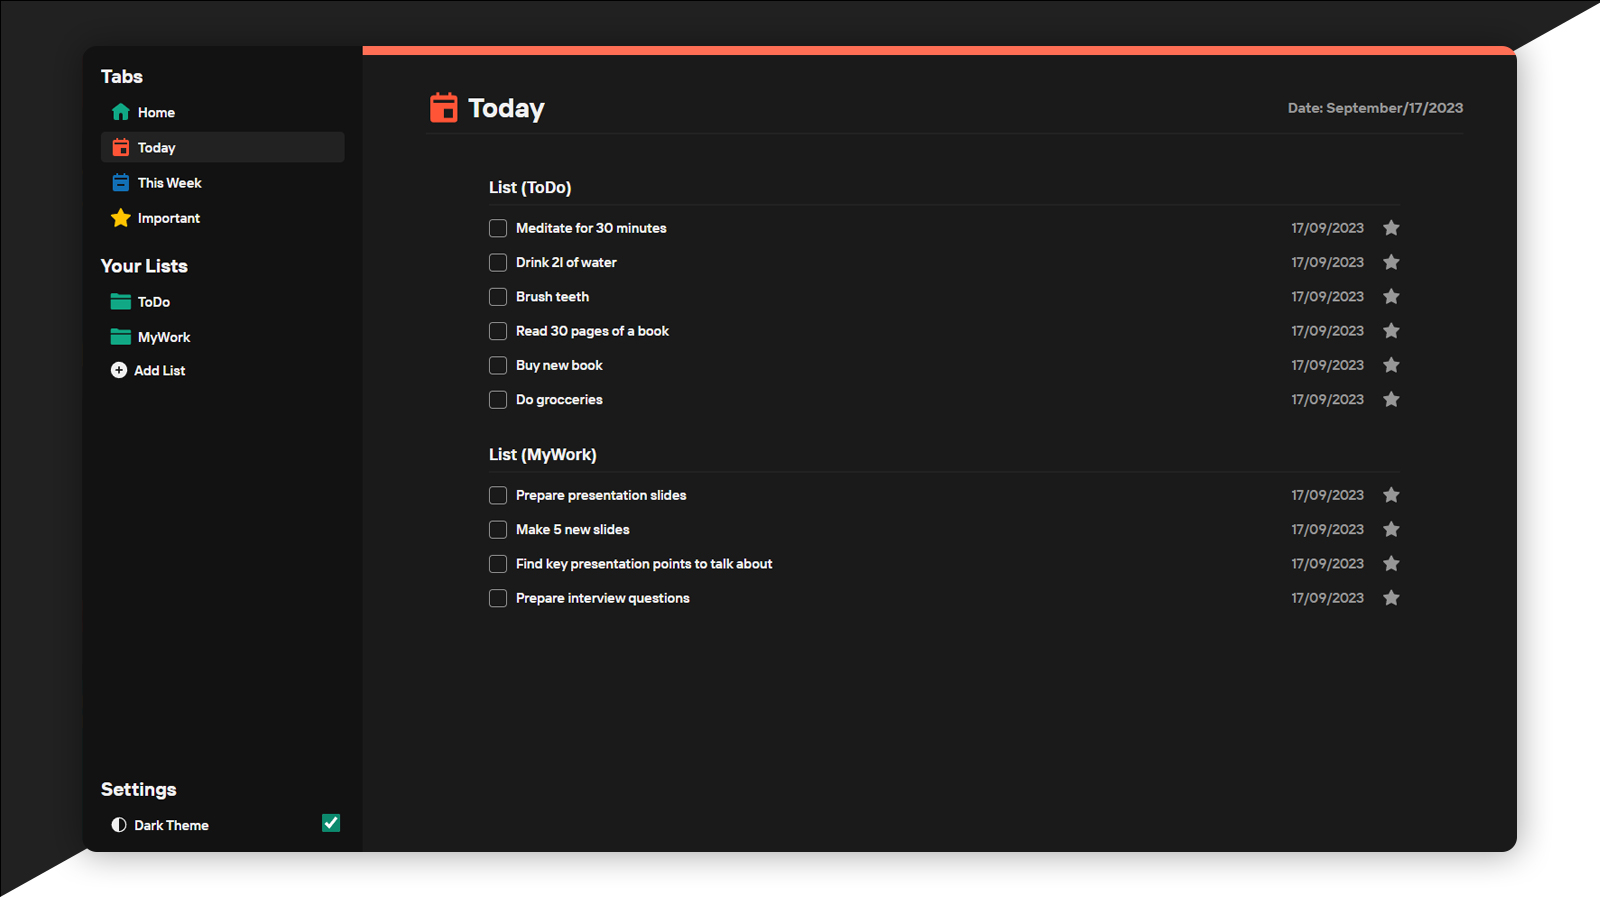 Tabs
Home
Today
This Week
Important
Your Lists
ToDo
MyWork
Add List
Settings
Dark Theme
Today
Date: September/17/2023
List (ToDo)
Meditate for 30 minutes 17/09/2023
Drink 2l of water 17/09/2023
Brush teeth 17/09/2023
Read 30 pages of a book 17/09/2023
Buy new book 17/09/2023
Do grocceries 17/09/2023
List (MyWork)
Prepare presentation slides 17/09/2023
Make 5 new slides 17/09/2023
Find key presentation points to talk about 17/09/2023
Prepare interview questions 17/09/2023